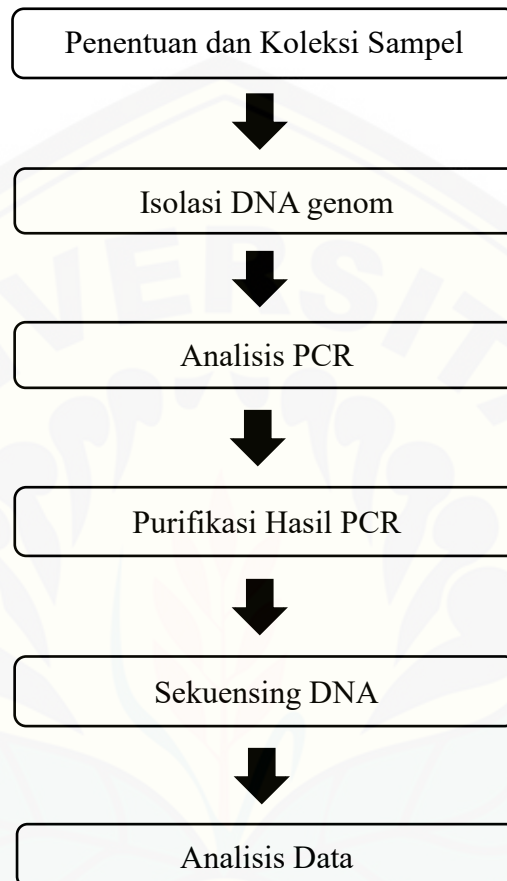 Penentuan dan Koleksi Sampel
Isolasi DNA genom
Analisis PCR
Purifikasi Hasil PCR
Sekuensing DNA
Analisis Data